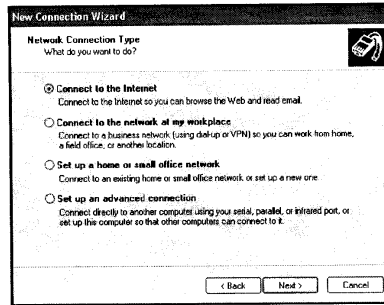 New Connection Wizard
Network Connection Type
What do you want to do?
Connect to the Internet
Connect to the Internet so you can browse the Web and read email.
Connect to the network at my workplace
Connect to a business network (using dial-up or VPN) so you can work from home,
a field office, or another location.
Set up a home or small office network
Connect to an existing home or small office network or set up a new one
Set up an advanced connection
Connect directly to another computer using your serial, parallel, or infrared port, or
set up this computer so that other computers can connect to it.
< Back
Next >
Cancel